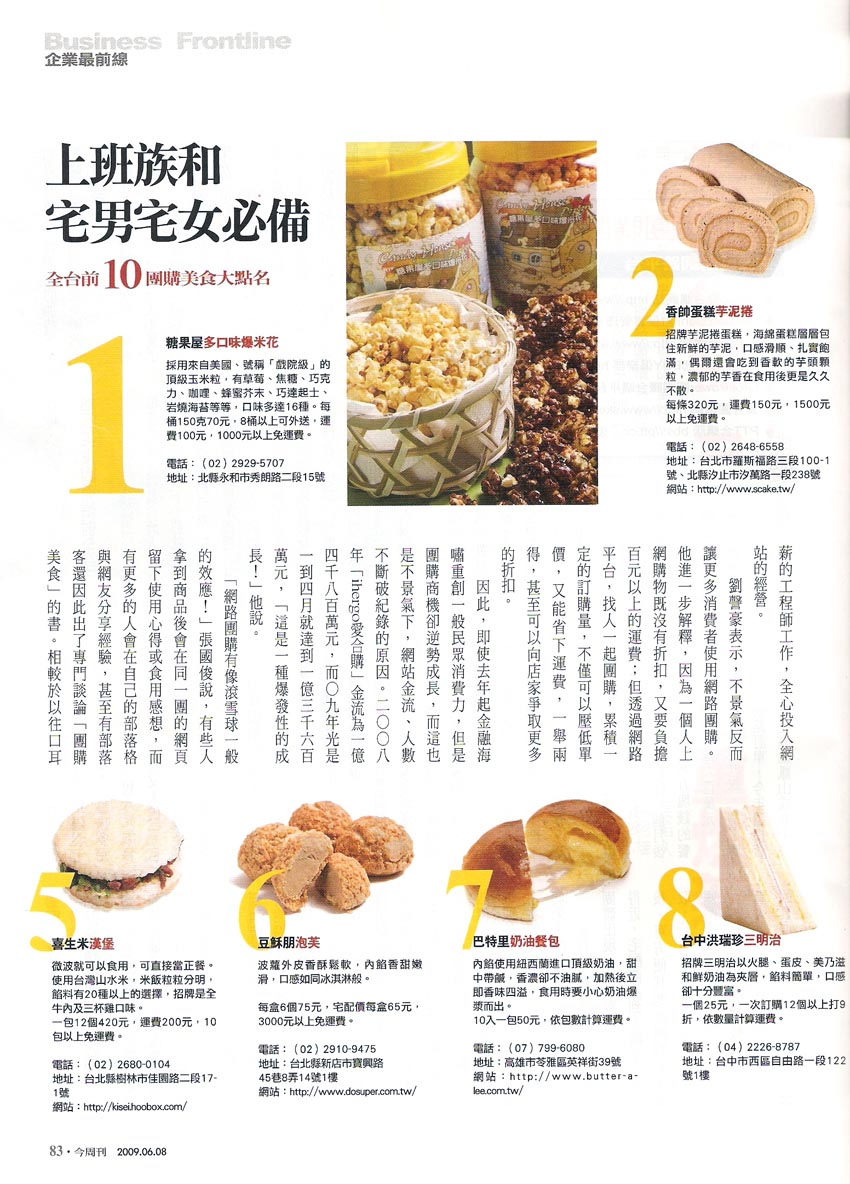 Business Frontline
企業最前線
上班族和
宅男宅女必備
全台前10團購美食大點名
1
糖果屋多口味爆米花
採用來自美國、號稱「戲院級」的
頂級玉米粒,有草莓、焦糖、巧克
力、咖哩、蜂蜜芥末、巧達起士、
岩燒海苔等等,口味多達16種。每
桶150克70元,8桶以上可外送,運
費100元,1000元以上免運費。
電話:(02)2929-5707
地址:北縣永和市秀朗路二段15號
Candy House
糖果屋多口味爆米花
2
香帥蛋糕芋泥捲
招牌芋泥捲蛋糕,海綿蛋糕層層包
住新鮮的芋泥,口感滑順、扎實飽
滿,偶爾還會吃到香軟的芋頭顆
粒,濃郁的芋香在食用後更是久久
不散。
每條320元,運費150元,1500元
以上免運費。
電話:(02)2648-6558
地址:台北市羅斯福路三段100-1
號、北縣汐止市汐萬路一段238號
網站:http://www.scake.tw/
薪的工程師工作,全心投入網
站的經營。
劉謦豪表示,不景氣反而
讓更多消費者使用網路團購。
他進一步解釋,因為一個人上
網購物既沒有折扣,又要負擔
百元以上的運費;但透過網路
平台,找人一起團購,累積一
定的訂購量,不僅可以壓低單
價,又能省下運費,一舉兩
得,甚至可以向店家爭取更多
的折扣。
因此,即使去年起金融海
嘯重創一般民眾消費力,但是
團購商機卻逆勢成長,而這也
是不景氣下,網站金流、人數
不斷破紀錄的原因。二○○八
年「ihergo愛合購」金流為一億
四千八百萬元,而○九年光是
一到四月就達到一億三千六百
萬元,「這是一種爆發性的成
長!」他說。
「網路團購有像滾雪球一般
的效應!」張國俊說,有些人
拿到商品後會在同一團的網頁
留下使用心得或食用感想,而
有更多的人會在自己的部落格
與網友分享經驗,甚至有部落
客還因此出了專門談論「團購
美食」的書。相較於以往口耳
5
喜生米漢堡
微波就可以食用,可直接當正餐。
使用台灣山水米,米飯粒粒分明,
餡料有20種以上的選擇,招牌是全
牛內及三杯雞口味。
一包12個420元,運費200元,10
包以上免運費。
電話:(02)2680-0104
地址:台北縣樹林市佳園路二段17-
1號
網站:http://kisei.hoobox.com/
6
豆穌朋泡芙
波蘿外皮香酥鬆軟,內餡香甜嫩
滑,口感如同冰淇淋般。
每盒6個75元,宅配價每盒65元,
3000元以上免運費。
電話:(02)2910-9475
地址:台北縣新店市寶興路
45巷8弄14號1樓
網站:http://www.dosuper.com.tw/
7
巴特里奶油餐包
內餡使用紐西蘭進口頂級奶油,甜
中帶鹹,香濃卻不油膩,加熱後立
即香味四溢,食用時要小心奶油爆
漿而出。
10入一包50元,依包數計算運費。
電話:(07)799-6080
地址:高雄市苓雅區英祥街39號
網站:http://www.butter-a-
lee.com.tw/
8
台中洪瑞珍三明治
招牌三明治以火腿、蛋皮、美乃滋
和鮮奶油為夾層,餡料簡單,口感
卻十分豐富。
一個25元,一次訂購12個以上打9
折,依數量計算運費。
電話:(04)2226-8787
地址:台中市西區自由路一段122
號1樓
83・今周刊 2009.06.08